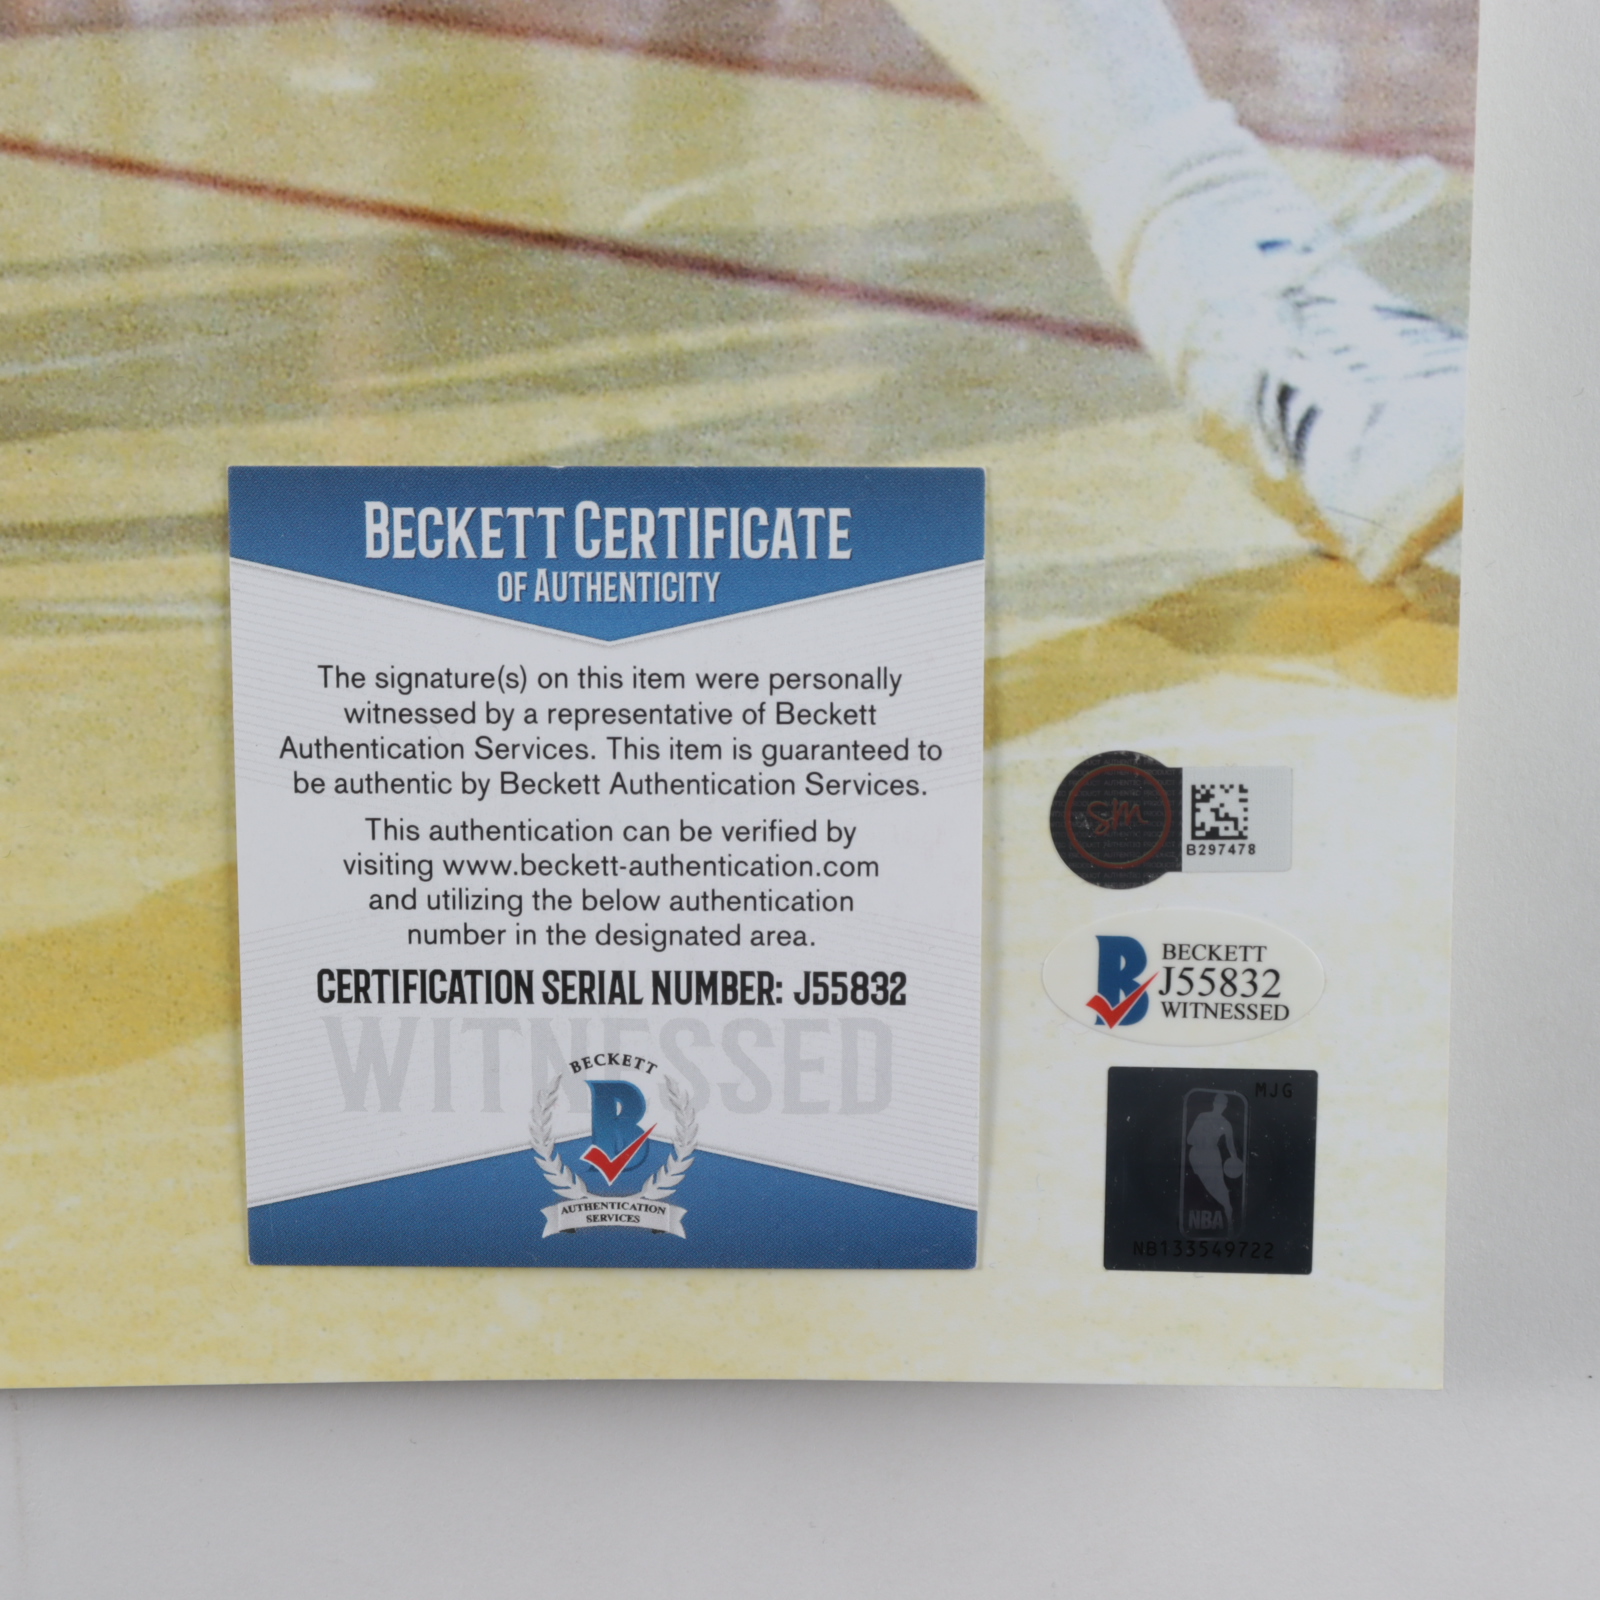 BECKETT CERTIFICATE
OF AUTHENTICITY
The signature(s) on this item were personally
witnessed by a representative of Beckett
Authentication Services. This item is guaranteed to
be authentic by Beckett Authentication Services.
This authentication can be verified by
visiting www.beckett-authentication.com
and utilizing the below authentication
number in the designated area.
CERTIFICATION SERIAL NUMBER: J55832
WITNESSED
BECKETT
B
AUTHENTICATION
SERVICES
SM
B297478
B
BECKETT
J55832
WITNESSED
MJG
NBA
NB133549722